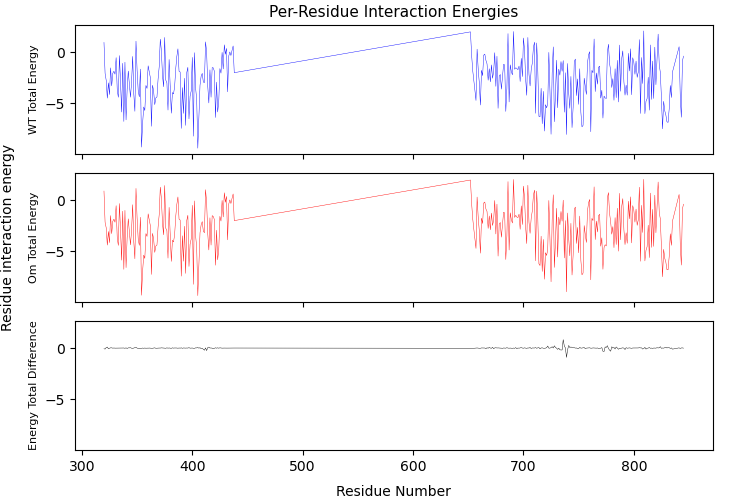 Per-Residue Interaction Energies
Residue interaction energy
WT Total Energy
0
−5
Om Total Energy
0
−5
Energy Total Difference
0
−5
300 400 500 600 700 800
Residue Number